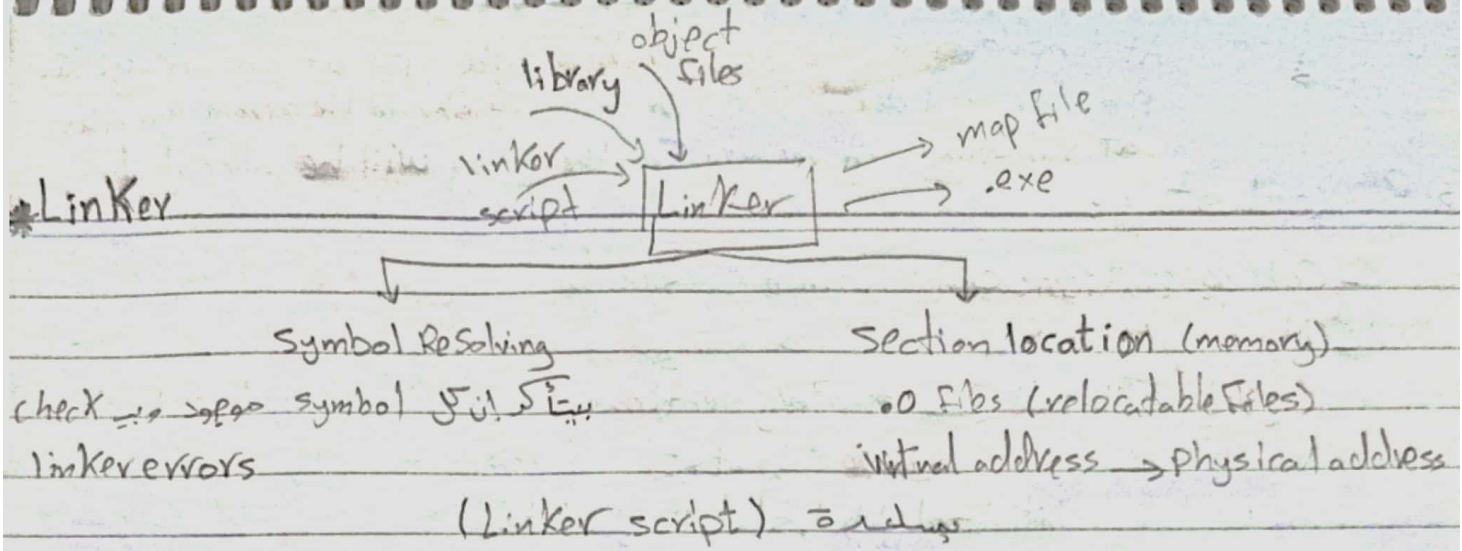 object
files
library
linker
script
map file
.exe
*Linker
Linker
Symbol Resolving
Section location (memory)
بيتأكد إن كل symbol موجود وبـ check
.o files (relocatable files)
linker errors
virtual address → physical address
(Linker script)